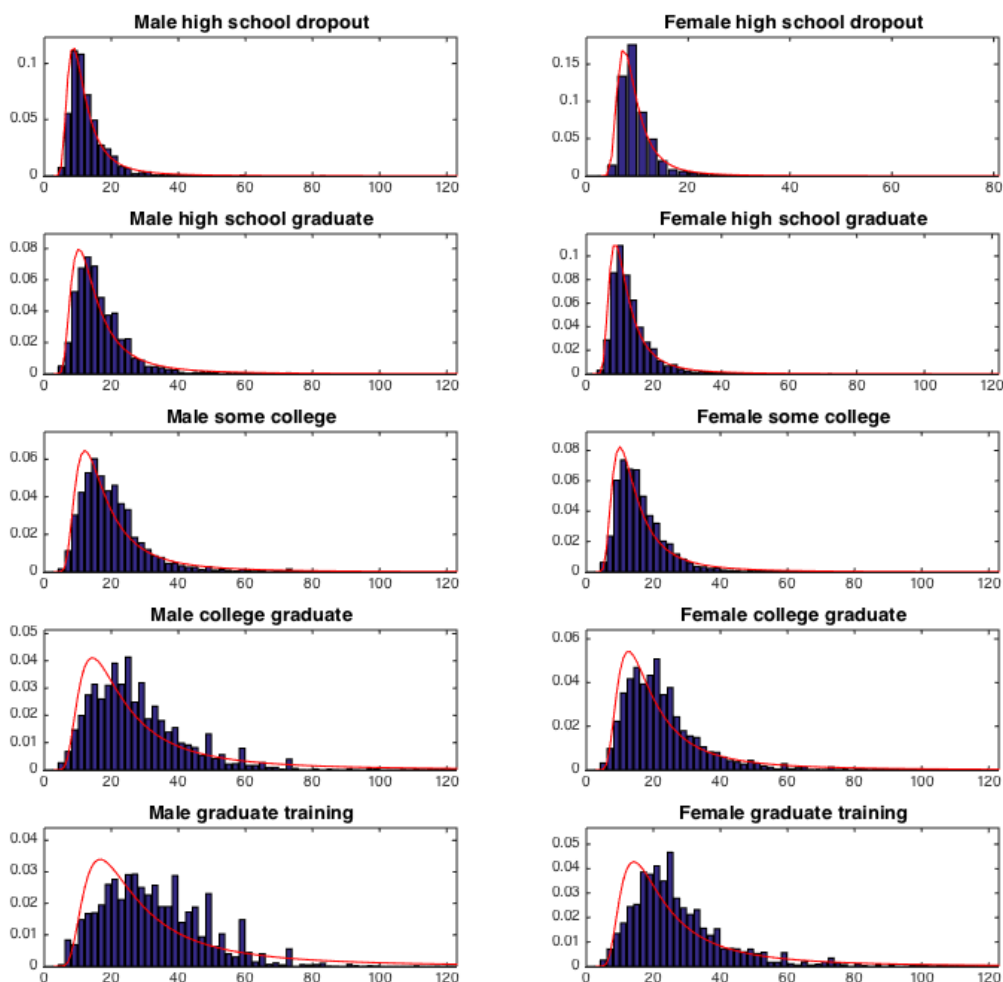 Male high school dropout
0.1
0.05
0
0 20 40 60 80 100 120
Female high school dropout
0.15
0.1
0.05
0
0 20 40 60 80
Male high school graduate
0.08
0.06
0.04
0.02
0
0 20 40 60 80 100 120
Female high school graduate
0.1
0.05
0
0 20 40 60 80 100 120
Male some college
0.06
0.04
0.02
0
0 20 40 60 80 100 120
Female some college
0.08
0.06
0.04
0.02
0
0 20 40 60 80 100 120
Male college graduate
0.05
0.04
0.03
0.02
0.01
0
0 20 40 60 80 100 120
Female college graduate
0.06
0.04
0.02
0
0 20 40 60 80 100 120
Male graduate training
0.04
0.03
0.02
0.01
0
0 20 40 60 80 100 120
Female graduate training
0.05
0.04
0.03
0.02
0.01
0
0 20 40 60 80 100 120